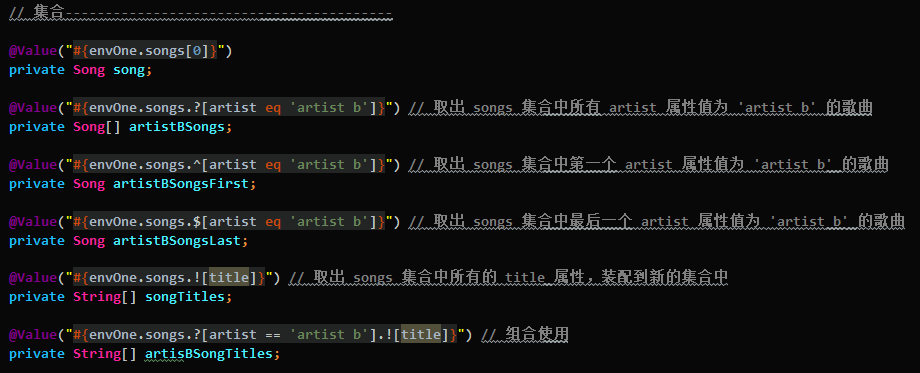 // 集合-----------------------------------------
@Value("#{envOne.songs[0]}")
private Song song;
@Value("#{envOne.songs.?[artist eq 'artist b']}") // 取出 songs 集合中所有 artist 属性值为 'artist b' 的歌曲
private Song[] artistBSongs;
@Value("#{envOne.songs.^[artist eq 'artist b']}") // 取出 songs 集合中第一个 artist 属性值为 'artist b' 的歌曲
private Song artistBSongsFirst;
@Value("#{envOne.songs.$[artist eq 'artist b']}") // 取出 songs 集合中最后一个 artist 属性值为 'artist b' 的歌曲
private Song artistBSongsLast;
@Value("#{envOne.songs.![title]}") // 取出 songs 集合中所有的 title 属性，装配到新的集合中
private String[] songTitles;
@Value("#{envOne.songs.?[artist == 'artist b'].![title]}") // 组合使用
private String[] artisBSongTitles;